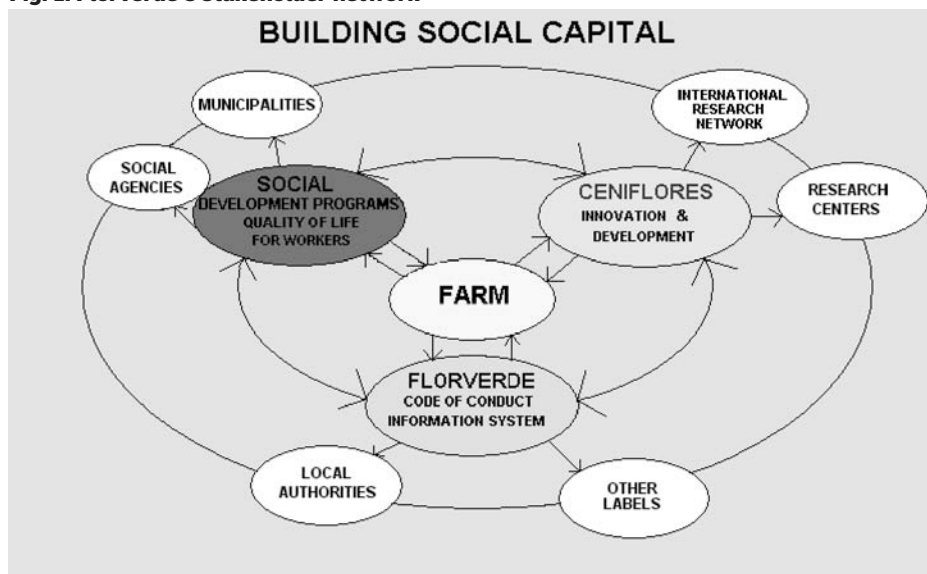 BUILDING SOCIAL CAPITAL
MUNICIPALITIES
INTERNATIONAL
RESEARCH
NETWORK
SOCIAL
AGENCIES
SOCIAL
DEVELOPMENT PROGRAMS
QUALITY OF LIFE
FOR WORKERS
CENIFLORES
INNOVATION &
DEVELOPMENT
RESEARCH
CENTERS
FARM
FLORVERDE
CODE OF CONDUCT
INFORMATION SYSTEM
LOCAL
AUTHORITIES
OTHER
LABELS